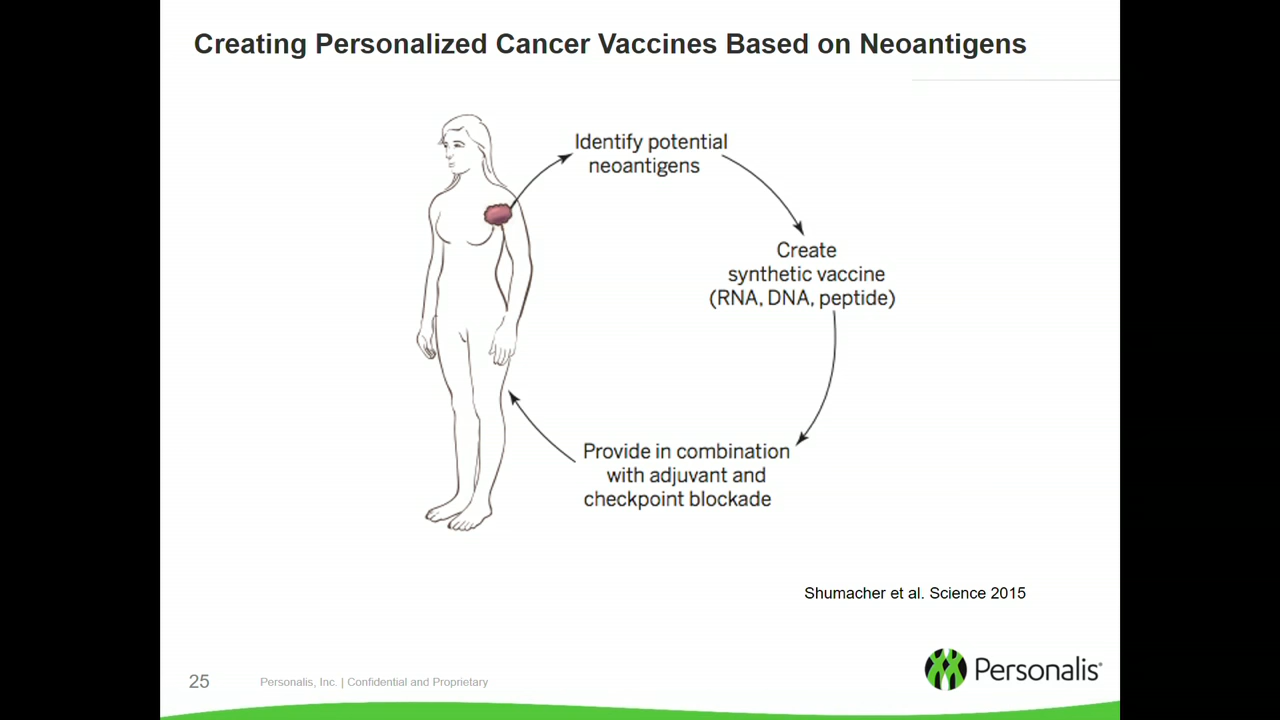 Creating Personalized Cancer Vaccines Based on Neoantigens
Identify potential
neoantigens
Create
synthetic vaccine
(RNA, DNA, peptide)
Provide in combination
with adjuvant and
checkpoint blockade
Shumacher et al. Science 2015
25
Personalis, Inc. | Confidential and Proprietary
Personalis®